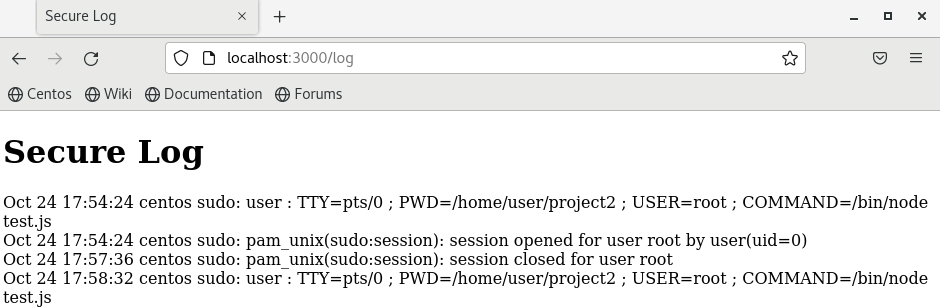 Secure Log
localhost:3000/log
Centos Wiki Documentation Forums
Secure Log
Oct 24 17:54:24 centos sudo: user : TTY=pts/0 ; PWD=/home/user/project2 ; USER=root ; COMMAND=/bin/node
test.js
Oct 24 17:54:24 centos sudo: pam_unix(sudo:session): session opened for user root by user(uid=0)
Oct 24 17:57:36 centos sudo: pam_unix(sudo:session): session closed for user root
Oct 24 17:58:32 centos sudo: user : TTY=pts/0 ; PWD=/home/user/project2 ; USER=root ; COMMAND=/bin/node
test.js